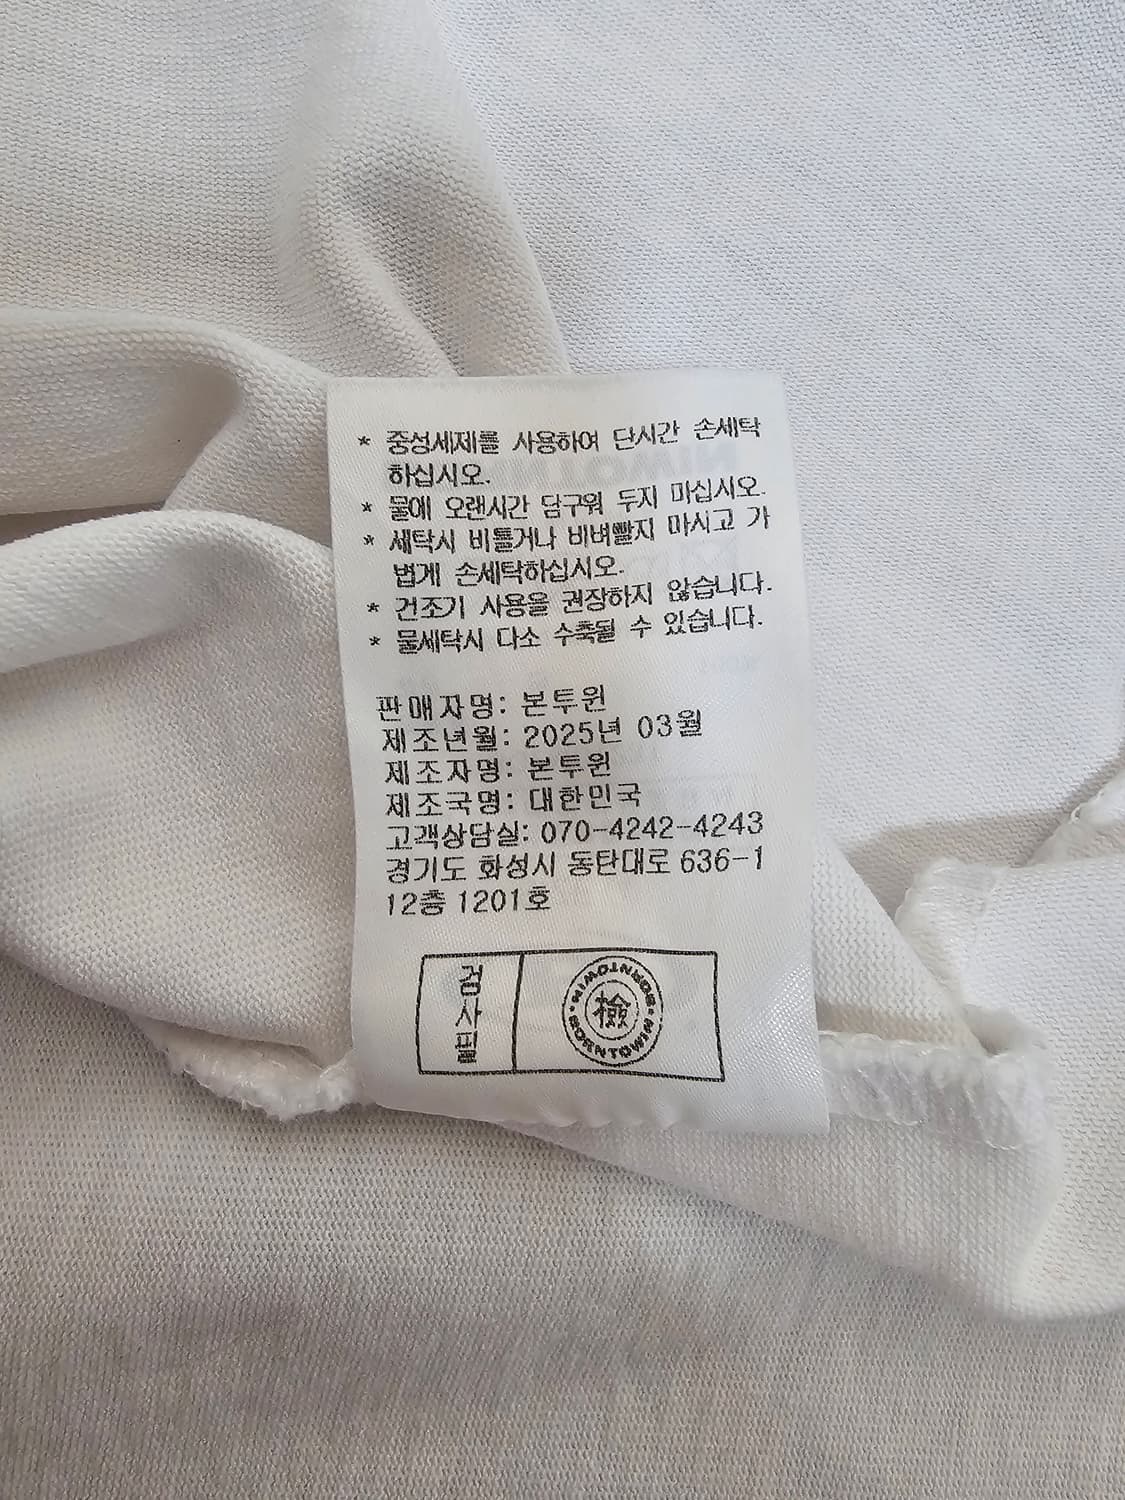 * 중성세제를 사용하여 단시간 손세탁
하십시오.
* 물에 오랜시간 담구워 두지 마십시오.
* 세탁시 비틀거나 비벼빨지 마시고 가
볍게 손세탁하십시오.
* 건조기 사용을 권장하지 않습니다.
* 물세탁시 다소 수축될 수 있습니다.
판매자명: 본투윈
제조년월: 2025년 03월
제조자명: 본투윈
제조국명: 대한민국
고객상담실: 070-4242-4243
경기도 화성시 동탄대로 636-1
12층 1201호
검사필
BORNTOWIN · BORNTOWIN ·
檢